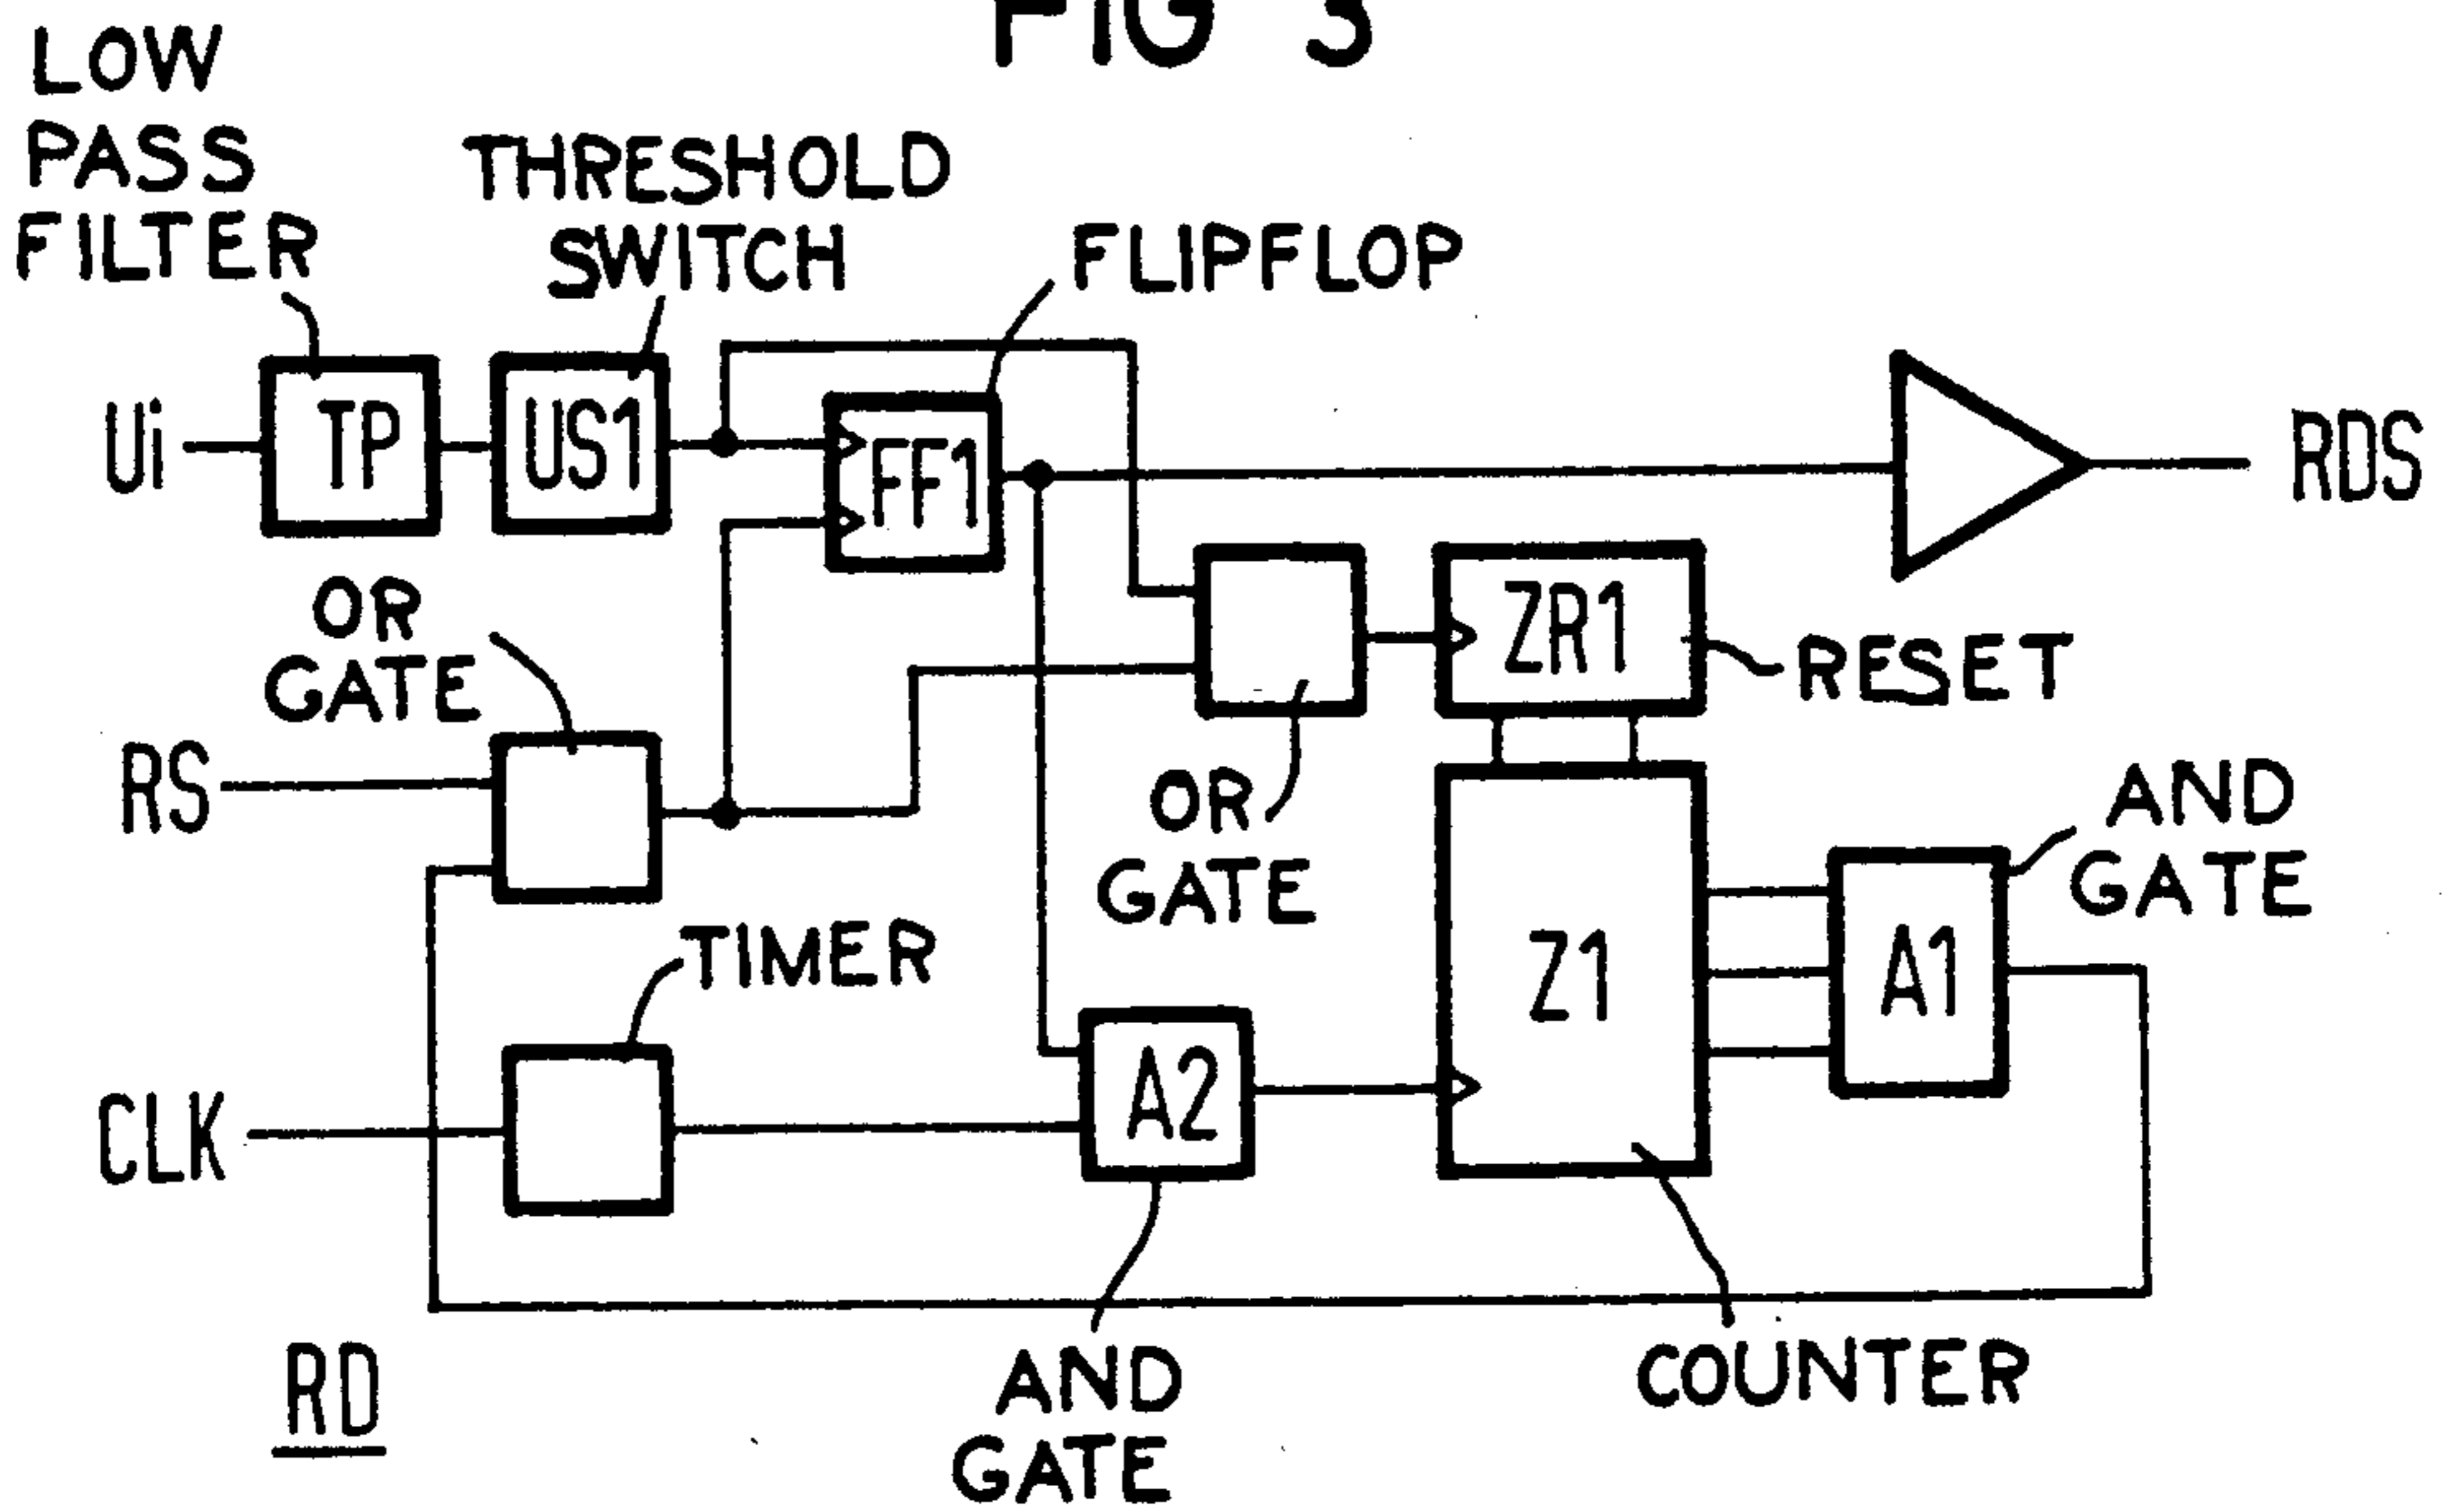 FIG 3
LOW
PASS
FILTER
THRESHOLD
SWITCH
FLIPFLOP
Ui
TP
US1
FF1
RDS
OR
GATE
ZR1
RESET
RS
OR
GATE
AND
GATE
TIMER
Z1
A1
CLK
A2
RD
AND
GATE
COUNTER